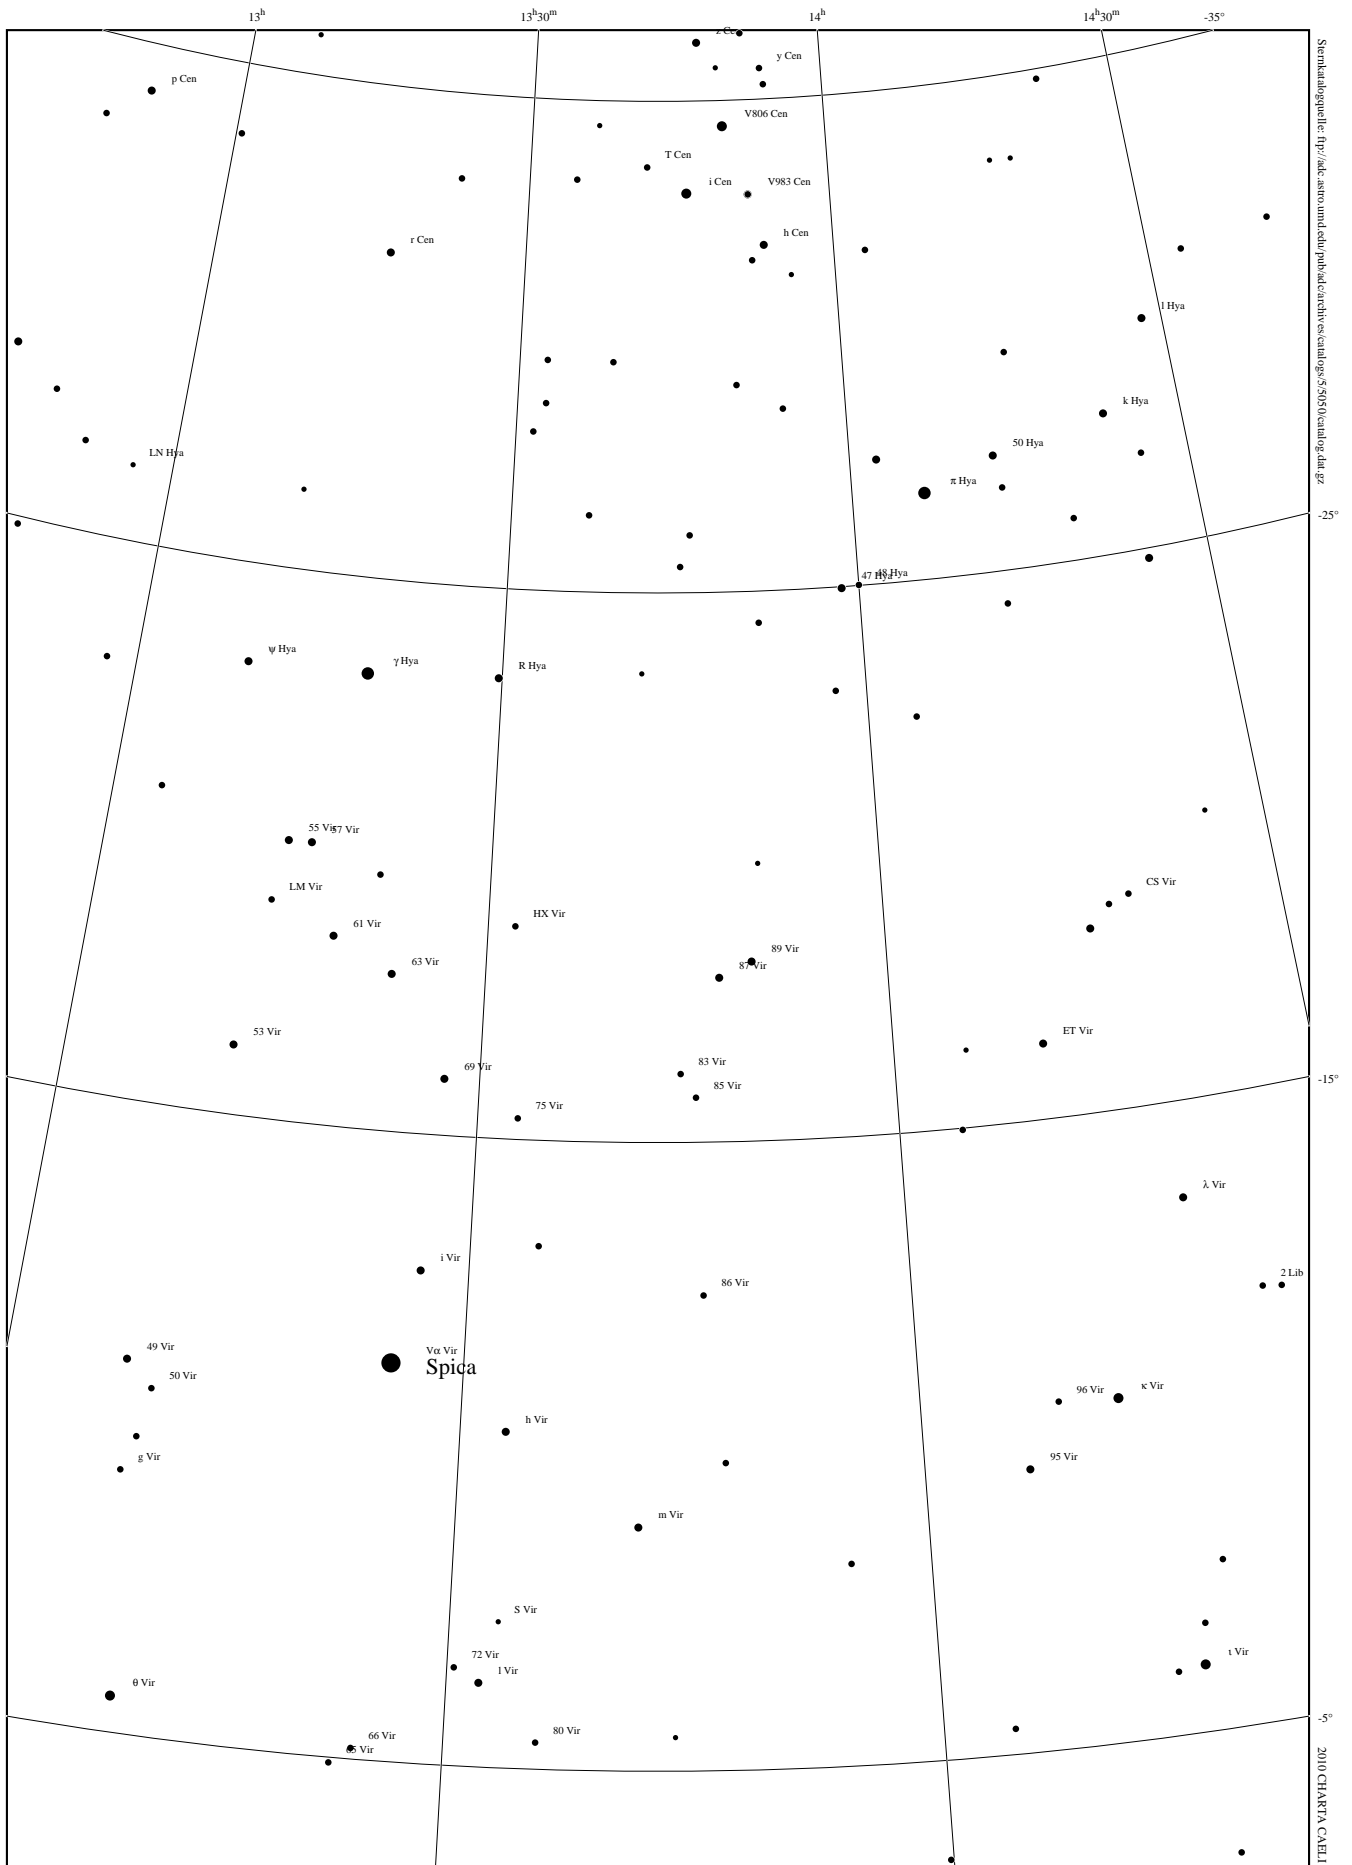 13h 13h30m 14h 14h30m -35°
z Cen
y Cen
p Cen
V806 Cen
T Cen
i Cen V983 Cen
h Cen
r Cen
l Hya
k Hya
50 Hya
LN Hya
π Hya
-25°
47 Hya 48 Hya
ψ Hya
γ Hya
R Hya
55 Vir 57 Vir
CS Vir
LM Vir
HX Vir
61 Vir
89 Vir
63 Vir 87 Vir
53 Vir ET Vir
69 Vir 83 Vir
-15°
85 Vir
75 Vir
λ Vir
i Vir
2 Lib
86 Vir
49 Vir
Vα Vir
Spica
50 Vir
96 Vir κ Vir
h Vir
g Vir 95 Vir
m Vir
S Vir
72 Vir
l Vir
ι Vir
θ Vir
-5°
66 Vir 80 Vir
65 Vir
Sternkatalogquelle: ftp://adc.astro.umd.edu/pub/adc/archives/catalogs/5/5050/catalog.dat.gz
2010 CHARTA CAELI